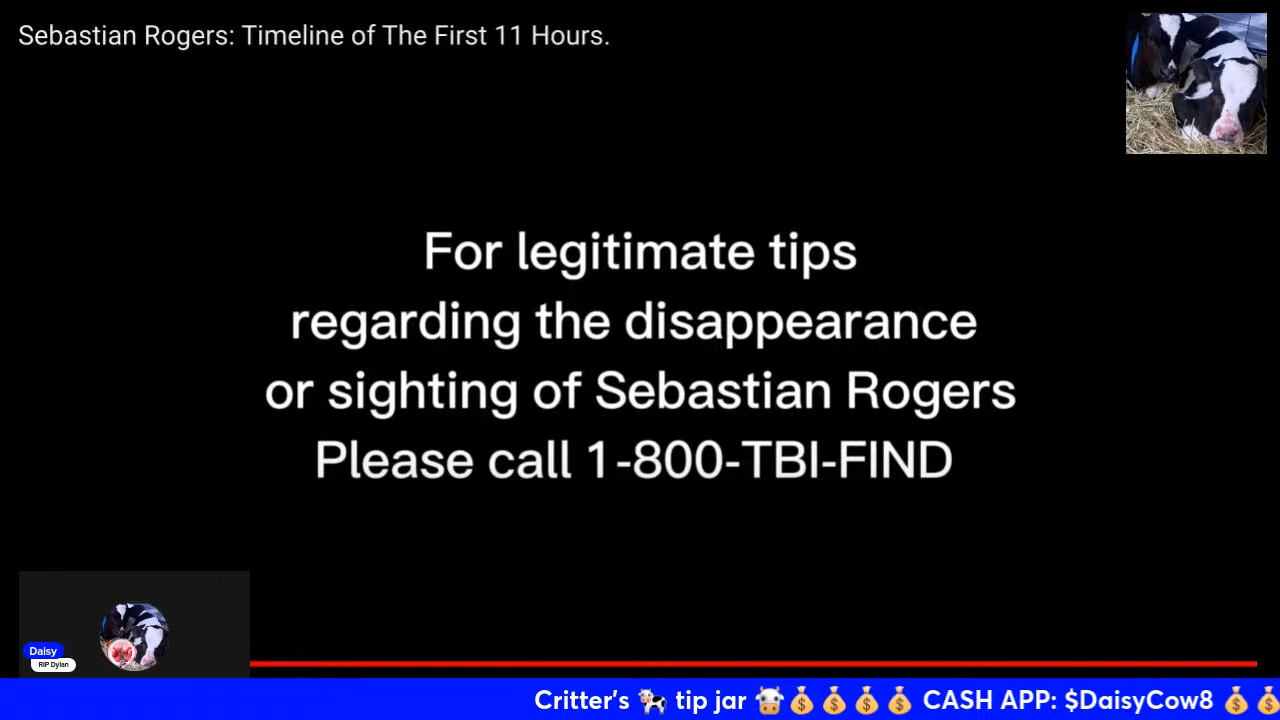 Sebastian Rogers: Timeline of The First 11 Hours.
For legitimate tips
regarding the disappearance
or sighting of Sebastian Rogers
Please call 1-800-TBI-FIND
Daisy
RIP Dylan
Critter's 🐄 tip jar 🐮💰💰💰💰 CASH APP: $DaisyCow8 💰💰